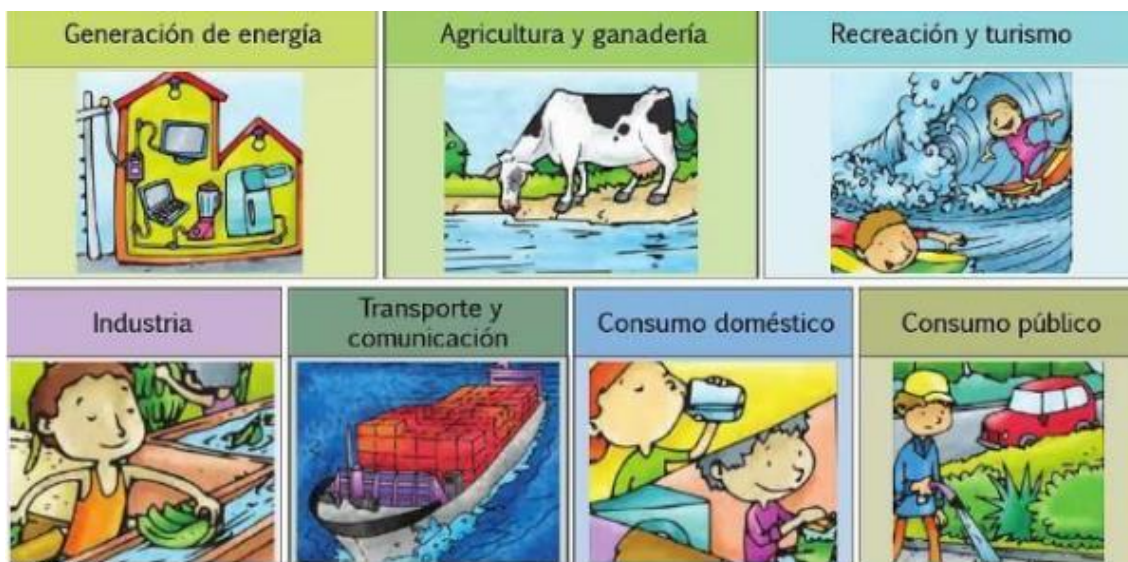 Generación de energía
Agricultura y ganadería
Recreación y turismo
Industria
Transporte y
comunicación
Consumo doméstico
Consumo público